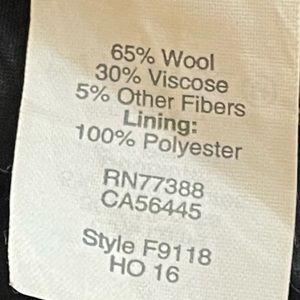 65% Wool
30% Viscose
5% Other Fibers
Lining:
100% Polyester
RN77388
CA56445
Style F9118
HO 16